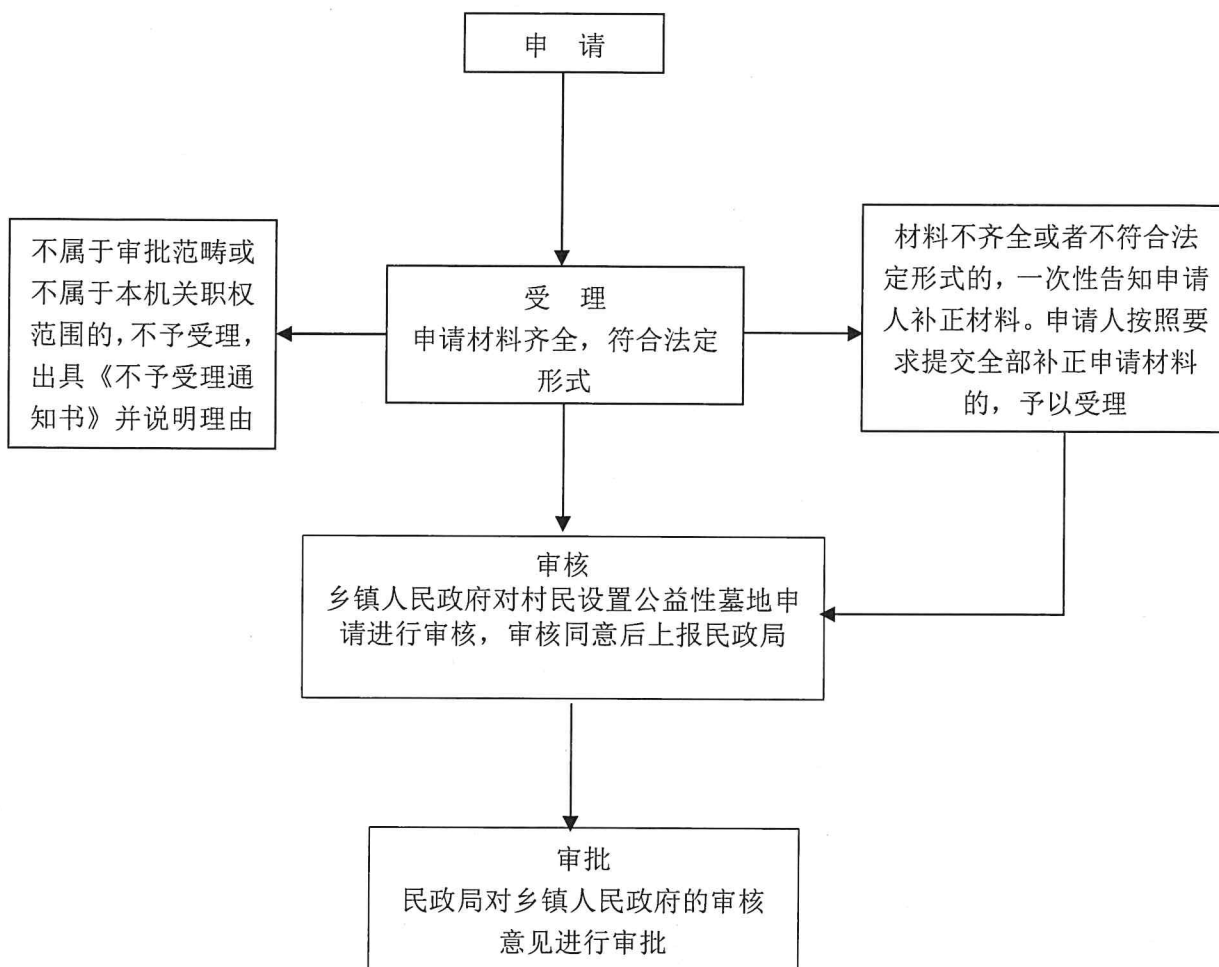 申 请
不属于审批范畴或
不属于本机关职权
范围的，不予受理，
出具《不予受理通
知书》并说明理由
受 理
申请材料齐全，符合法定
形式
材料不齐全或者不符合法
定形式的，一次性告知申请
人补正材料。申请人按照要
求提交全部补正申请材料
的，予以受理
审核
乡镇人民政府对村民设置公益性墓地申
请进行审核，审核同意后上报民政局
审批
民政局对乡镇人民政府的审核
意见进行审批